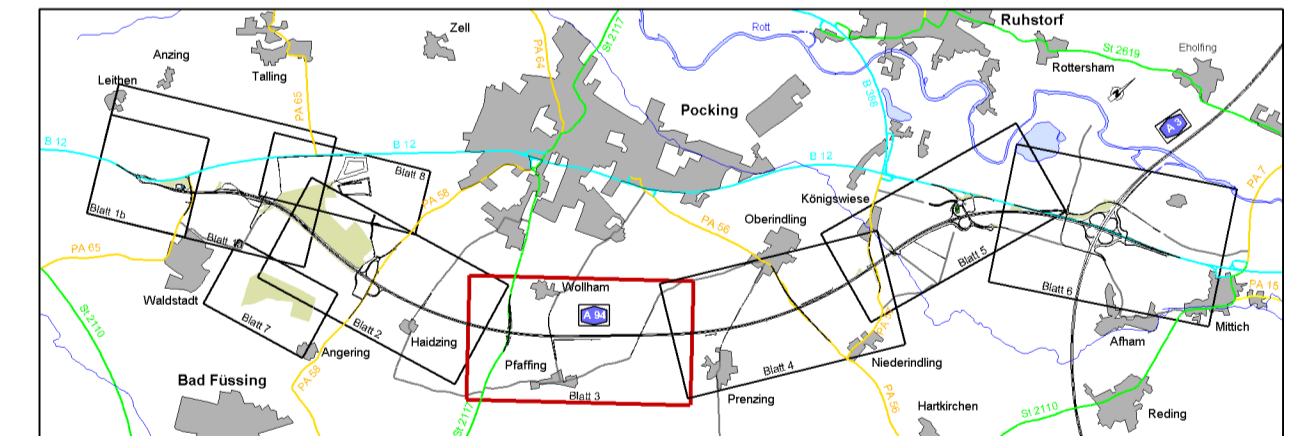 Ruhstorf
Zell
Rott
St 2117
PA 64
Anzing
Talling
St 2619
Eholfing
Rottersham
Leithen
PA 65
Pocking
B 388
A 3
B 12
B 12
B 12
Blatt 8
PA 7
PA 58
Königswiese
Blatt 1b
Oberindling
PA 56
Blatt 5
PA 65
Waldstadt
Wollham
Blatt 6
PA 15
Mittich
A 94
Blatt 7
Blatt 2
Haidzing
Afham
St 2110
Angering
Pfaffing
Niederindling
Bad Füssing
PA 58
Blatt 3
Blatt 4
Prenzing
PA 56
Hartkirchen
St 2110
Reding
St 2117